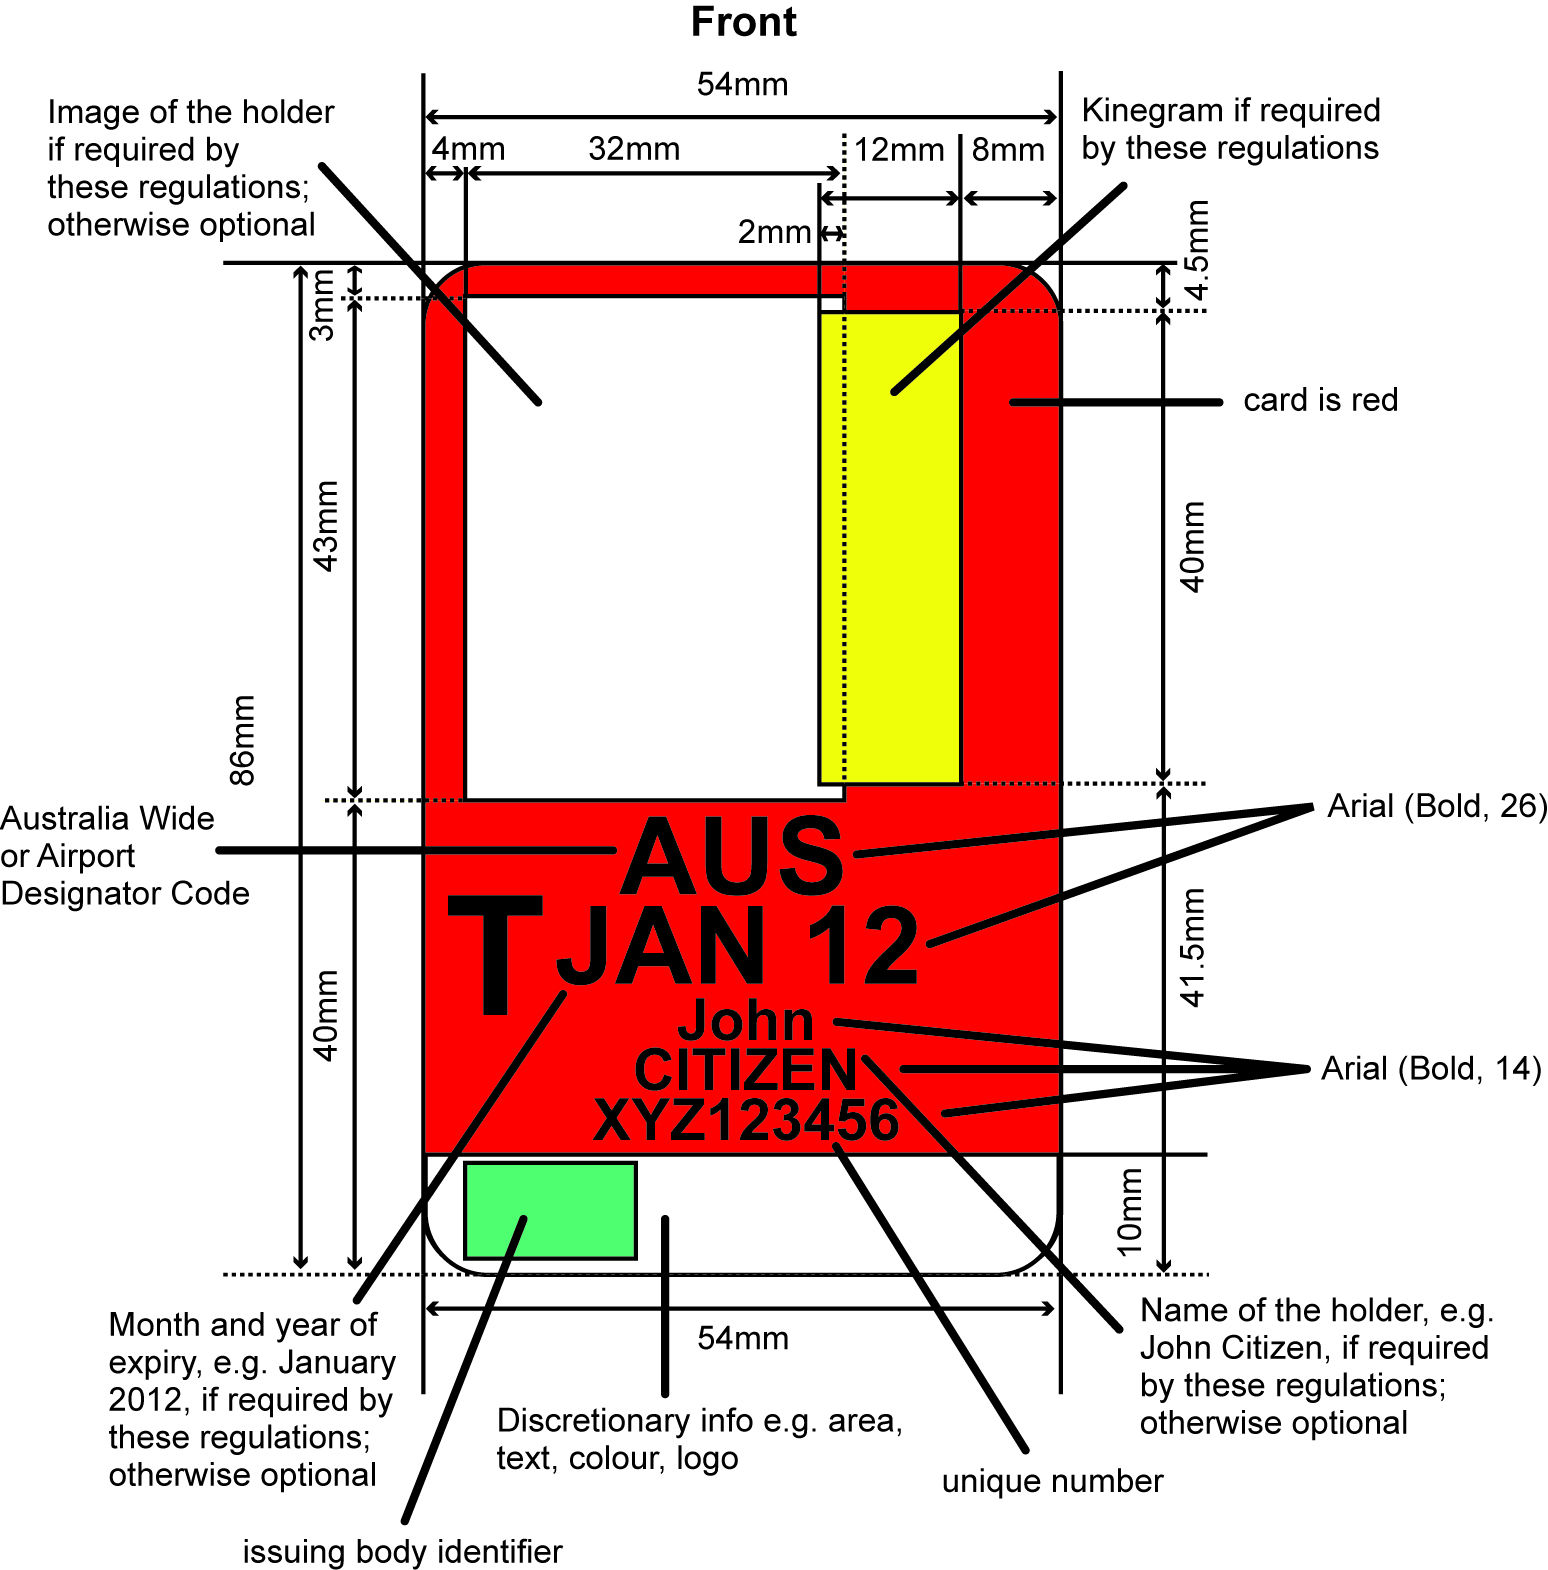 Front
54mm
Image of the holder
if required by
these regulations;
otherwise optional
Kinegram if required
by these regulations
4mm
32mm
12mm
8mm
2mm
4.5mm
3mm
card is red
43mm
40mm
86mm
Australia Wide
or Airport
Designator Code
AUS
Arial (Bold, 26)
T
JAN 12
41.5mm
40mm
John
CITIZEN
XYZ123456
Arial (Bold, 14)
10mm
54mm
Month and year of
expiry, e.g. January
2012, if required by
these regulations;
otherwise optional
Name of the holder, e.g.
John Citizen, if required
by these regulations;
otherwise optional
Discretionary info e.g. area,
text, colour, logo
unique number
issuing body identifier